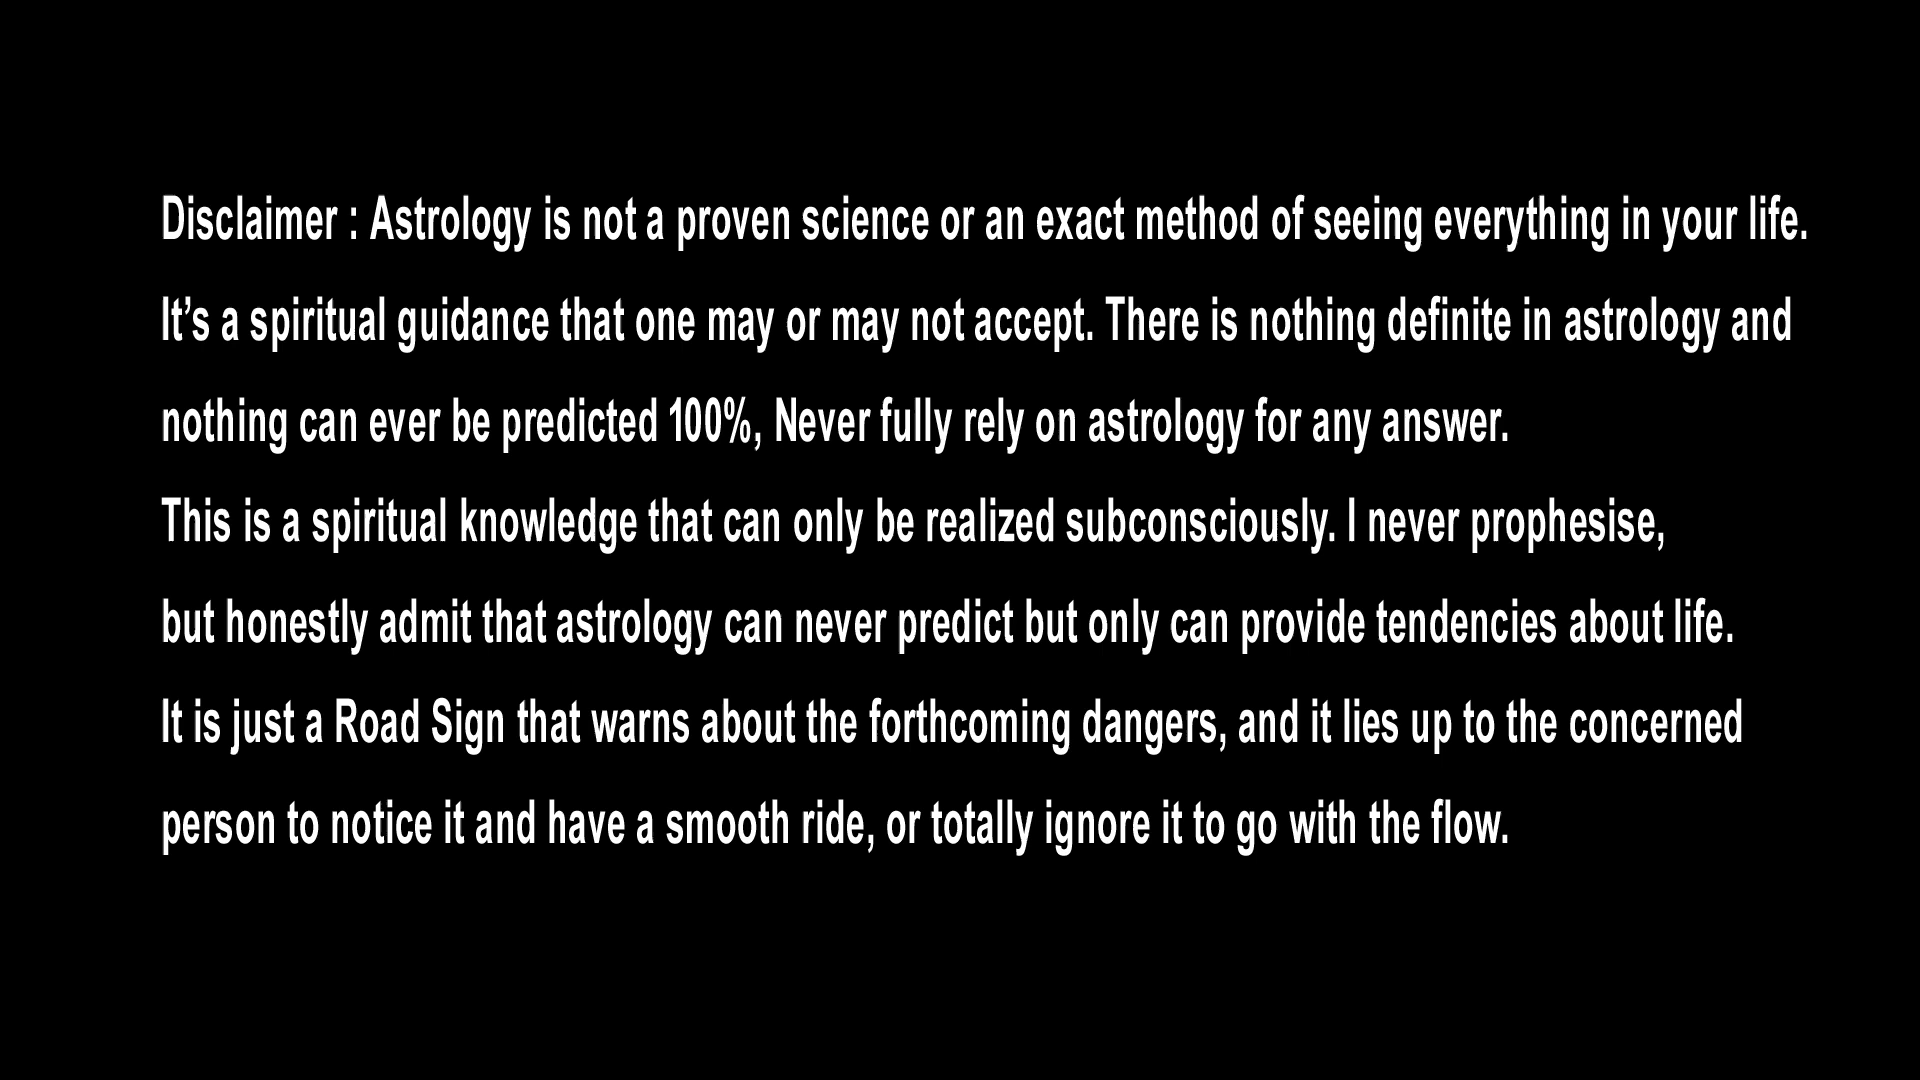 Disclaimer : Astrology is not a proven science or an exact method of seeing everything in your life.
It’s a spiritual guidance that one may or may not accept. There is nothing definite in astrology and
nothing can ever be predicted 100%, Never fully rely on astrology for any answer.
This is a spiritual knowledge that can only be realized subconsciously. I never prophesise,
but honestly admit that astrology can never predict but only can provide tendencies about life.
It is just a Road Sign that warns about the forthcoming dangers, and it lies up to the concerned
person to notice it and have a smooth ride, or totally ignore it to go with the flow.